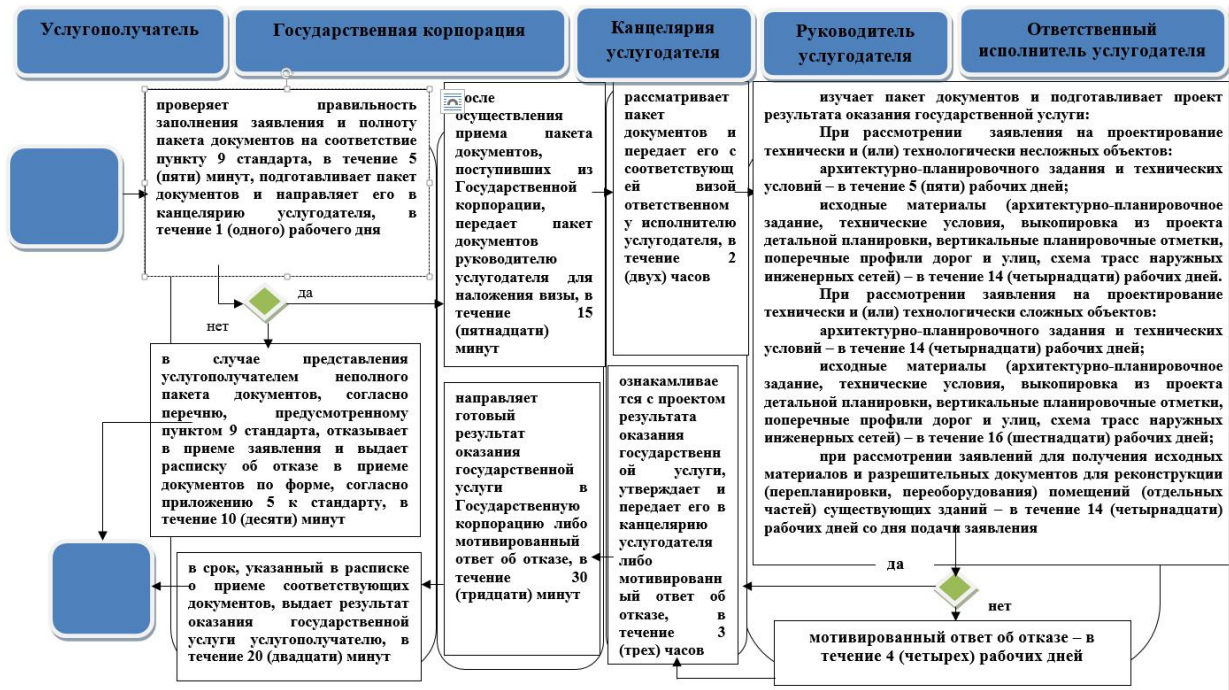 Услугополучатель
Государственная корпорация
Канцелярия
услугодателя
Руководитель
услугодателя
Ответственный
исполнитель услугодателя
проверяет правильность
заполнения заявления и полноту
пакета документов на соответствие
пункту 9 стандарта, в течение 5
(пяти) минут, подготавливает пакет
документов и направляет его в
канцелярию услугодателя, в
течение 1 (одного) рабочего дня
да
нет
в случае представления
услугополучателем неполного
пакета документов, согласно
перечню, предусмотренному
пунктом 9 стандарта, отказывает
в приеме заявления и выдает
расписку об отказе в приеме
документов по форме, согласно
приложению 5 к стандарту, в
течение 10 (десяти) минут
в срок, указанный в расписке
о приеме соответствующих
документов, выдает результат
оказания государственной
услуги услугополучателю, в
течение 20 (двадцати) минут
после
осуществления
приема пакета
документов,
поступивших из
Государственной
корпорации,
передает пакет
документов
руководителю
услугодателя для
наложения визы, в
течение 15
(пятнадцати)
минут
направляет
готовый
результат
оказания
государственной
услуги в
Государственную
корпорацию либо
мотивированный
ответ об отказе, в
течение 30
(тридцати) минут
рассматривает
пакет
документов и
передает его с
соответствующ
ей визой
ответственном
у исполнителю
услугодателя, в
течение 2
(двух) часов
ознакамливае
тся с проектом
результата
оказания
государственн
ой услуги,
утверждает и
передает его в
канцелярию
услугодателя
либо
мотивированн
ый ответ об
отказе, в
течение 3
(трех) часов
изучает пакет документов и подготавливает проект
результата оказания государственной услуги:
При рассмотрении заявления на проектирование
технически и (или) технологически несложных объектов:
архитектурно-планировочного задания и технических
условий – в течение 5 (пяти) рабочих дней;
исходные материалы (архитектурно-планировочное
задание, технические условия, выкопировка из проекта
детальной планировки, вертикальные планировочные отметки,
поперечные профили дорог и улиц, схема трасс наружных
инженерных сетей) – в течение 14 (четырнадцати) рабочих дней.
При рассмотрении заявления на проектирование
технически и (или) технологически сложных объектов:
архитектурно-планировочного задания и технических
условий – в течение 14 (четырнадцати) рабочих дней;
исходные материалы (архитектурно-планировочное
задание, технические условия, выкопировка из проекта
детальной планировки, вертикальные планировочные отметки,
поперечные профили дорог и улиц, схема трасс наружных
инженерных сетей) – в течение 16 (шестнадцати) рабочих дней;
при рассмотрении заявлений для получения исходных
материалов и разрешительных документов для реконструкции
(перепланировки, переоборудования) помещений (отдельных
частей) существующих зданий – в течение 14 (четырнадцати)
рабочих дней со дня подачи заявления
да
нет
мотивированный ответ об отказе – в
течение 4 (четырех) рабочих дней